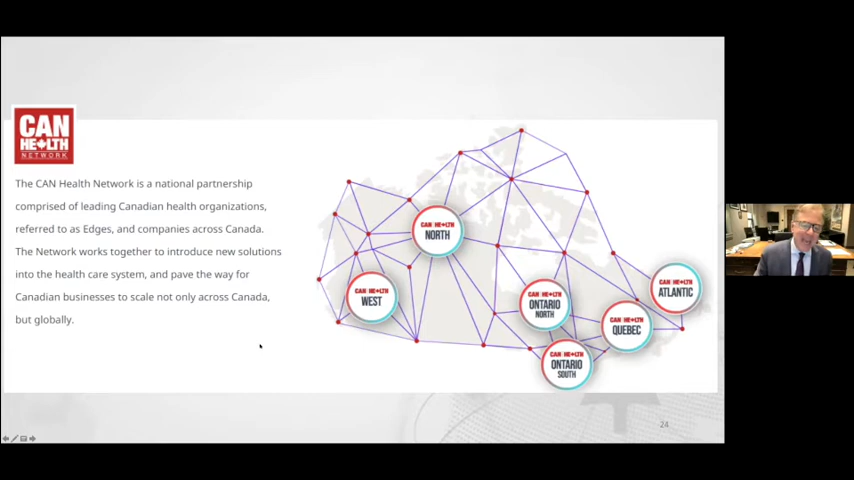 CAN
HEALTH
NETWORK
The CAN Health Network is a national partnership
comprised of leading Canadian health organizations,
referred to as Edges, and companies across Canada.
The Network works together to introduce new solutions
into the health care system, and pave the way for
Canadian businesses to scale not only across Canada,
but globally.
CAN HEALTH
NORTH
CAN HEALTH
WEST
CAN HEALTH
ONTARIO
NORTH
CAN HEALTH
ATLANTIC
CAN HEALTH
QUEBEC
CAN HEALTH
ONTARIO
SOUTH
24